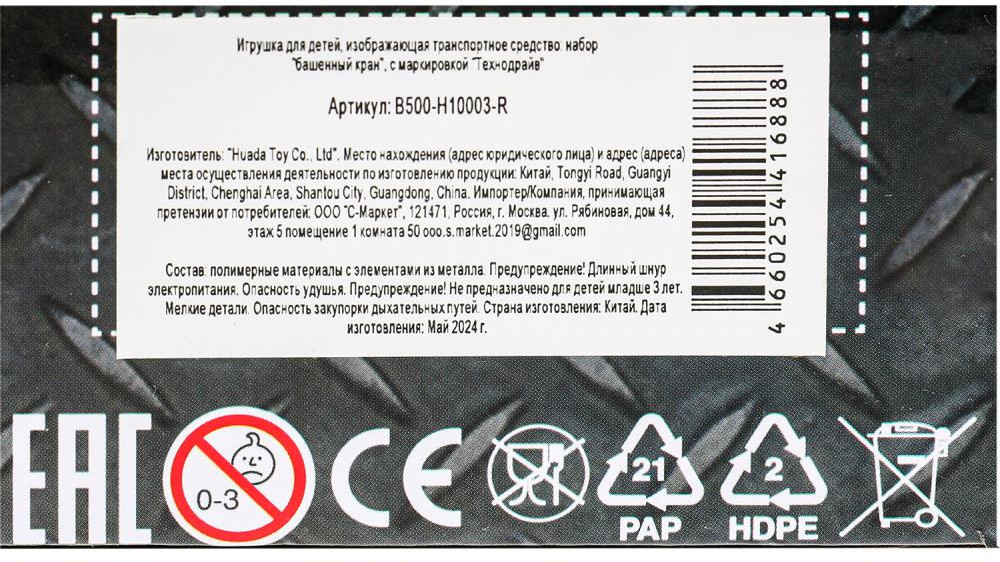 Игрушка для детей, изображающая транспортное средство: набор
"башенный кран", с маркировкой "Технодрайв"
Артикул: B500-H10003-R
Изготовитель: "Huada Toy Co., Ltd". Место нахождения (адрес юридического лица) и адрес (адреса)
места осуществления деятельности по изготовлению продукции: Китай, Tongyi Road, Guangyi
District, Chenghai Area, Shantou City, Guangdong, China. Импортер/Компания, принимающая
претензии от потребителей: ООО "С-Маркет", 121471, Россия, г. Москва. ул. Рябиновая, дом 44,
этаж 5 помещение 1 комната 50 ooo.s.market.2019@gmail.com
Состав: полимерные материалы с элементами из металла. Предупреждение! Длинный шнур
электропитания. Опасность удушья. Предупреждение! Не предназначено для детей младше 3 лет.
Мелкие детали. Опасность закупорки дыхательных путей. Страна изготовления: Китай. Дата
изготовления: Май 2024 г.
4 660254 416888
EAC
0-3
CE
21
PAP
2
HDPE